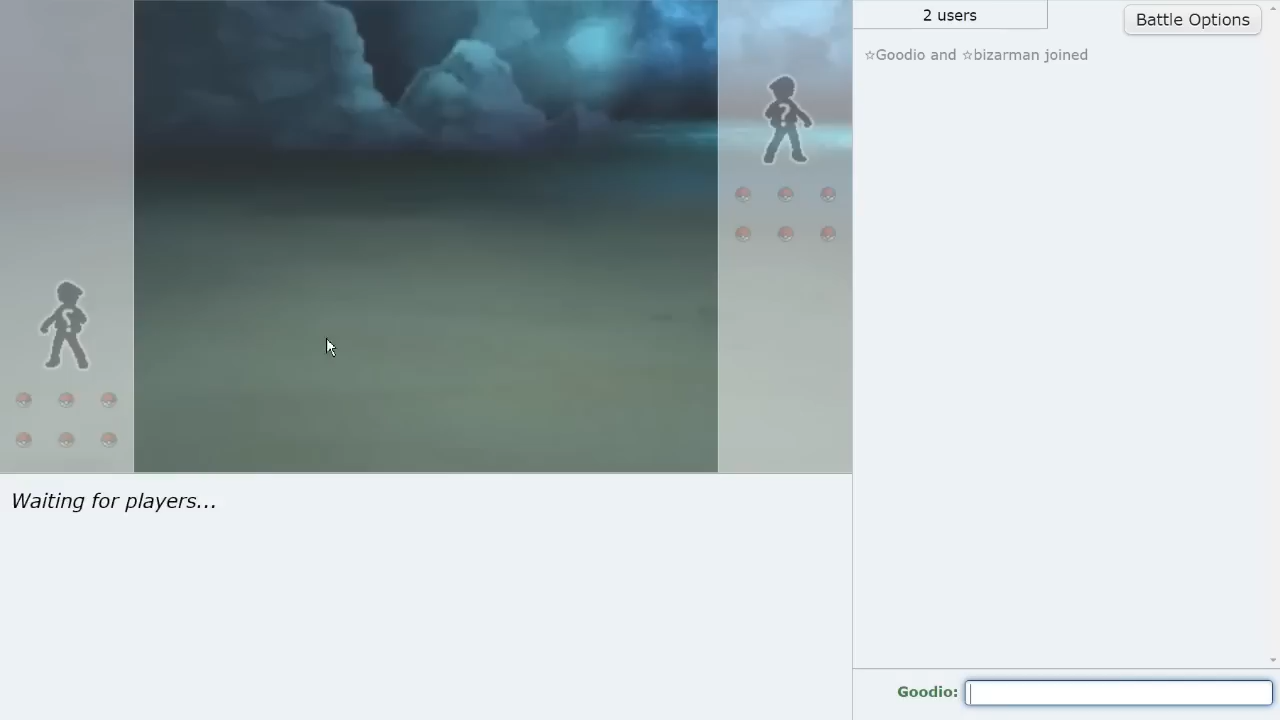 2 users
Battle Options
☆Goodio and ☆bizarman joined
?
?
Waiting for players...
Goodio: